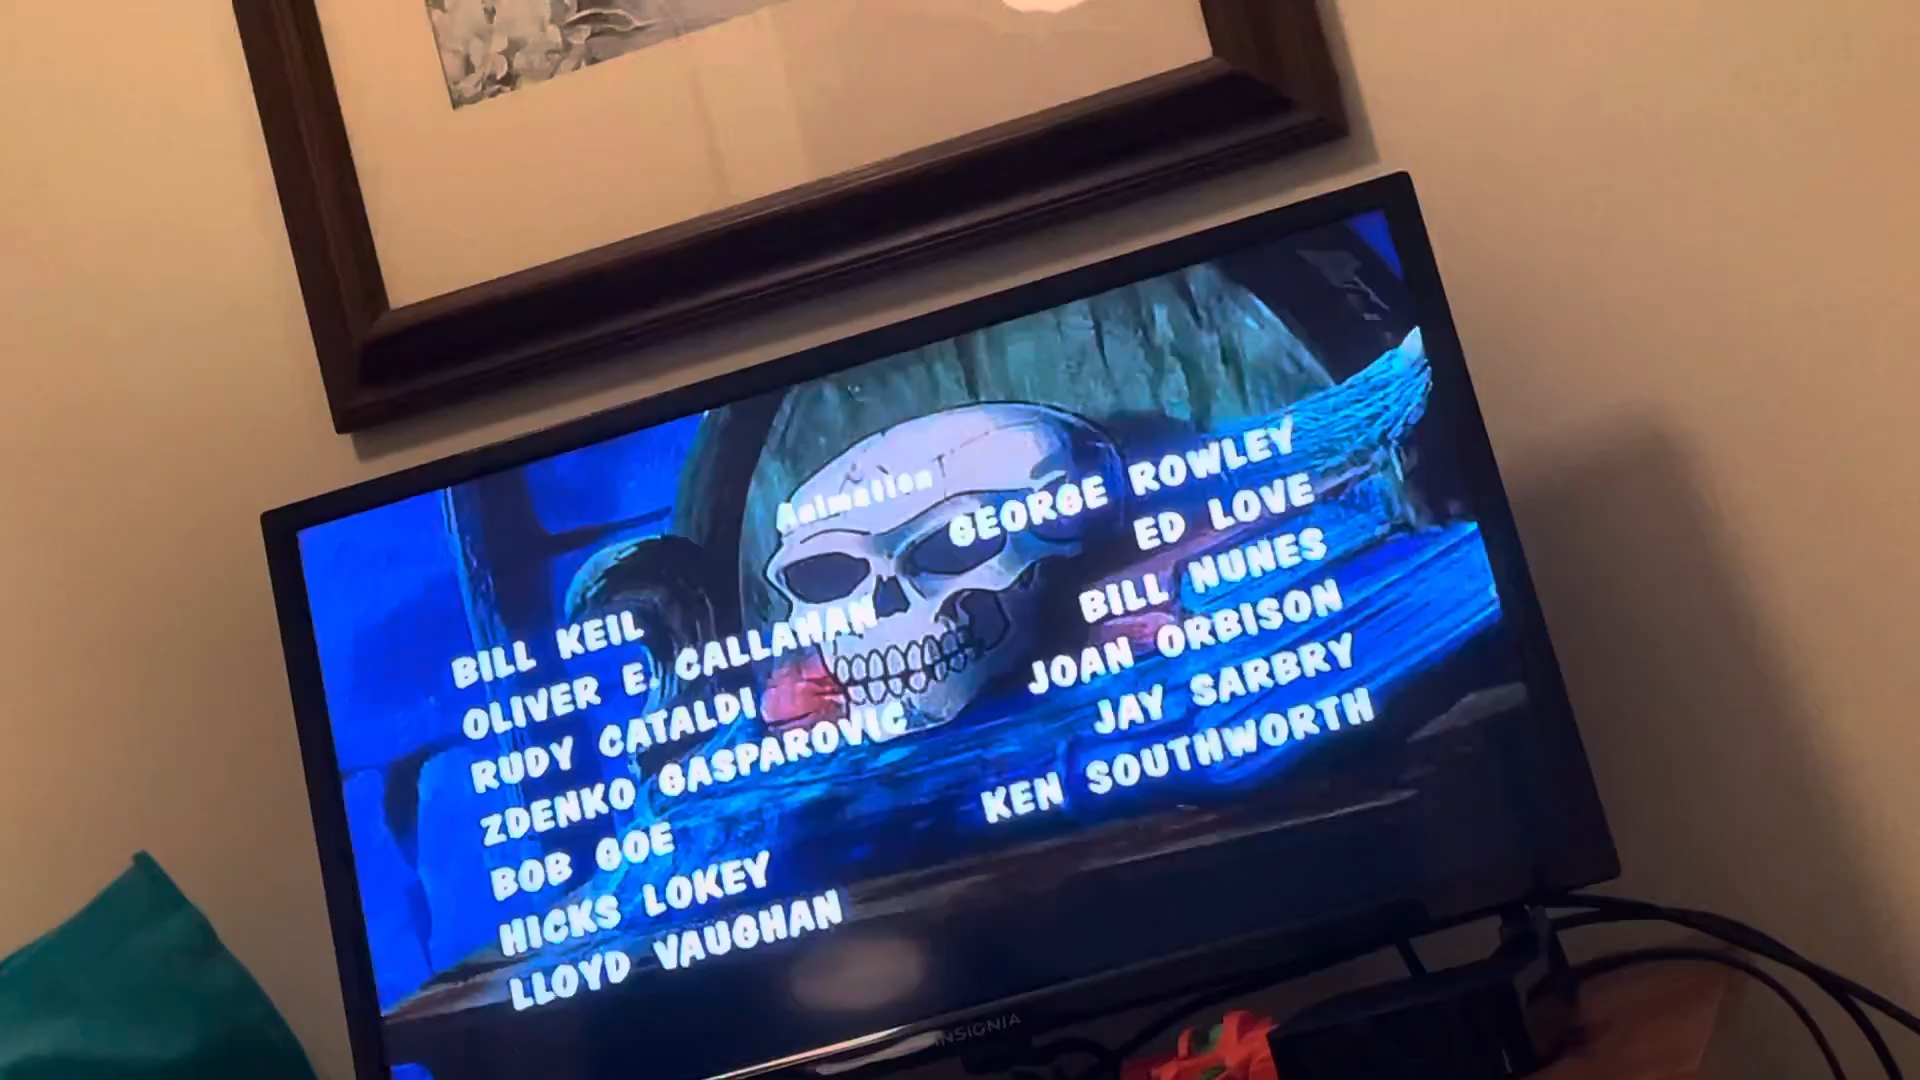 Animation
BILL KEIL
OLIVER E. CALLAHAN
RUDY CATALDI
ZDENKO GASPAROVIC
BOB GOE
HICKS LOKEY
LLOYD VAUGHAN
GEORGE ROWLEY
ED LOVE
BILL NUNES
JOAN ORBISON
JAY SARBRY
KEN SOUTHWORTH
INSIGNIA